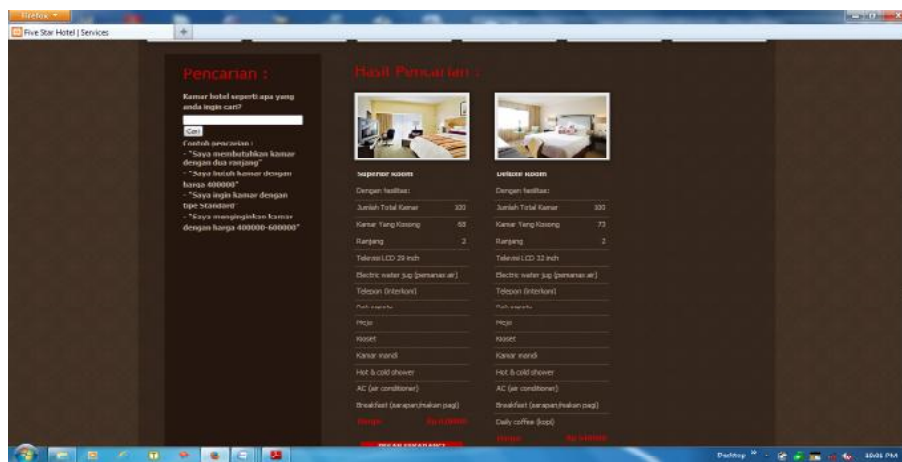 Firefox
Five Star Hotel | Services
Pencarian :
Kamar hotel seperti apa yang
anda ingin cari?
Cari
Contoh pencarian :
- "Saya membutuhkan kamar
dengan dua ranjang"
- "Saya butuh kamar dengan
harga 400000"
- "Saya ingin kamar dengan
tipe Standard"
- "Saya menginginkan kamar
dengan harga 400000-600000"
Hasil Pencarian :
Superior Room
Dengan fasilitas:
Jumlah Total Kamar 100
Kamar Yang Kosong
Ranjang 2
Televisi LCD 29 inch
Electric water jug (pemanas air)
Telepon (interkom)
Meja
Kloset
Kamar mandi
Hot & cold shower
AC (air conditioner)
Breakfast (sarapan/makan pagi)
Harga
Deluxe Room
Dengan fasilitas:
Jumlah Total Kamar 100
Kamar Yang Kosong 73
Ranjang 2
Televisi LCD 32 inch
Electric water jug (pemanas air)
Telepon (interkom)
Meja
Kloset
Kamar mandi
Hot & cold shower
AC (air conditioner)
Breakfast (sarapan/makan pagi)
Daily coffee (kopi)
Harga
Desktop